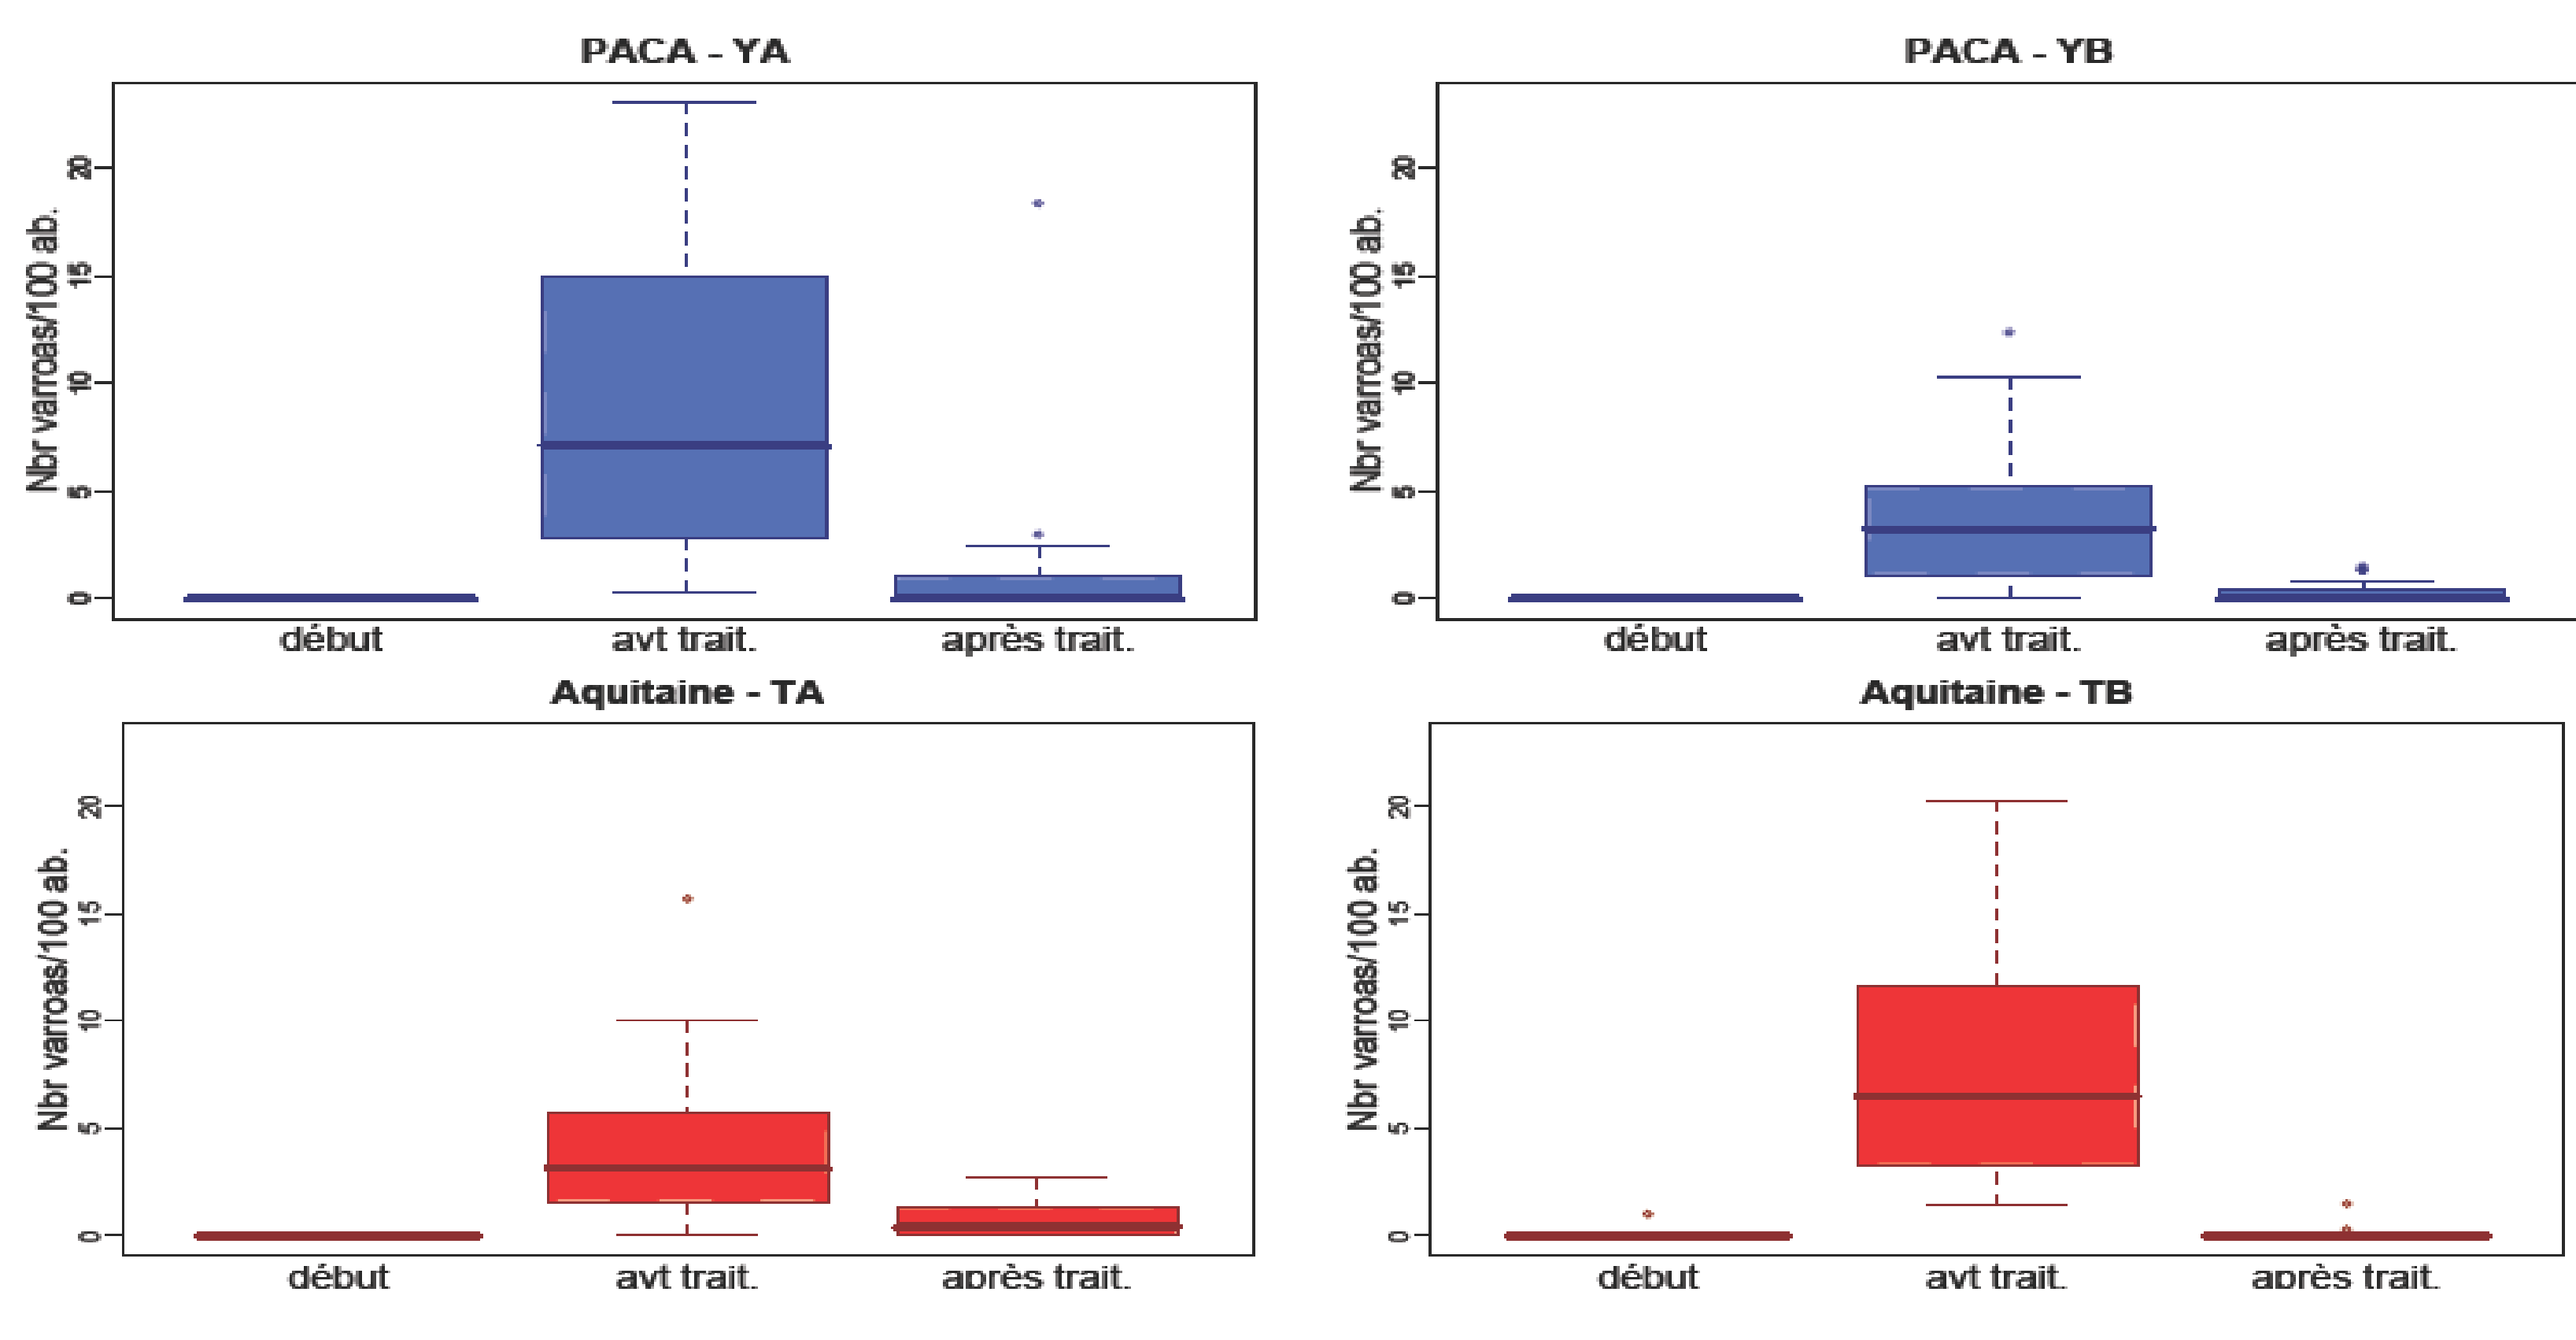 PACA - YA
Nbr varroas/100 ab.
20
15
10
5
0
début avt trait. après trait.
PACA - YB
Nbr varroas/100 ab.
20
15
10
5
0
début avt trait. après trait.
Aquitaine - TA
Nbr varroas/100 ab.
20
15
10
5
0
début avt trait. après trait.
Aquitaine - TB
Nbr varroas/100 ab.
20
15
10
5
0
début avt trait. après trait.